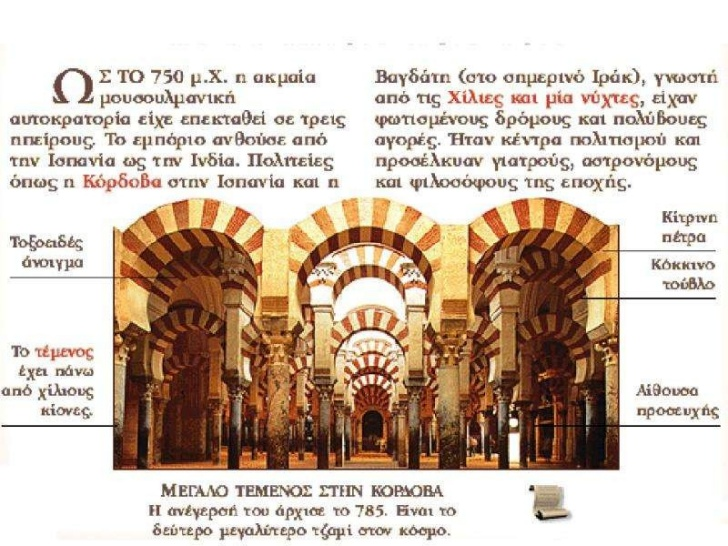 ΩΣ ΤΟ 750 μ.Χ. η ακμαία
μουσουλμανική
αυτοκρατορία είχε επεκταθεί σε τρεις
ηπείρους. Το εμπόριο ανθούσε από
την Ισπανία ως την Ινδία. Πολιτείες
όπως η Κόρδοβα στην Ισπανία και η
Βαγδάτη (στο σημερινό Ιράκ), γνωστή
από τις Χίλιες και μία νύχτες, είχαν
φωτισμένους δρόμους και πολύβουες
αγορές. Ήταν κέντρα πολιτισμού και
προσέλκυαν γιατρούς, αστρονόμους
και φιλοσόφους της εποχής.
Τοξοειδές
άνοιγμα
Κίτρινη
πέτρα
Κόκκινο
τούβλο
Το τέμενος
έχει πάνω
από χίλιους
κίονες.
Αίθουσα
προσευχής
ΜΕΓΑΛΟ ΤΕΜΕΝΟΣ ΣΤΗΝ ΚΟΡΔΟΒΑ
Η ανέγερσή του άρχισε το 785. Είναι το
δεύτερο μεγαλύτερο τζαμί στον κόσμο.